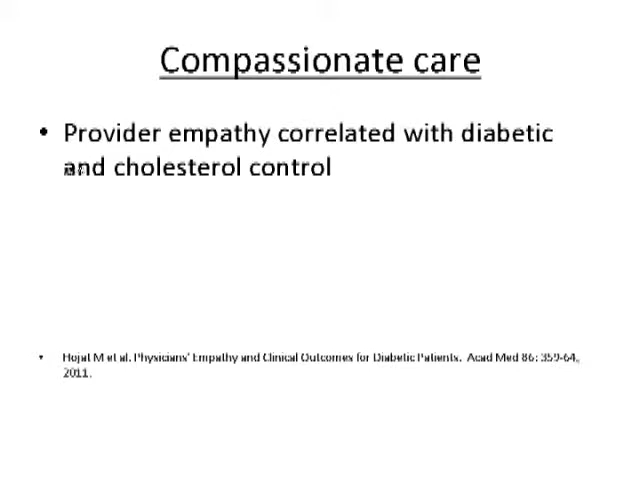 Compassionate care
• Provider empathy correlated with diabetic
and cholesterol control
• Hojat M et al. Physicians' Empathy and Clinical Outcomes for Diabetic Patients. Acad Med 86: 359-64,
2011.